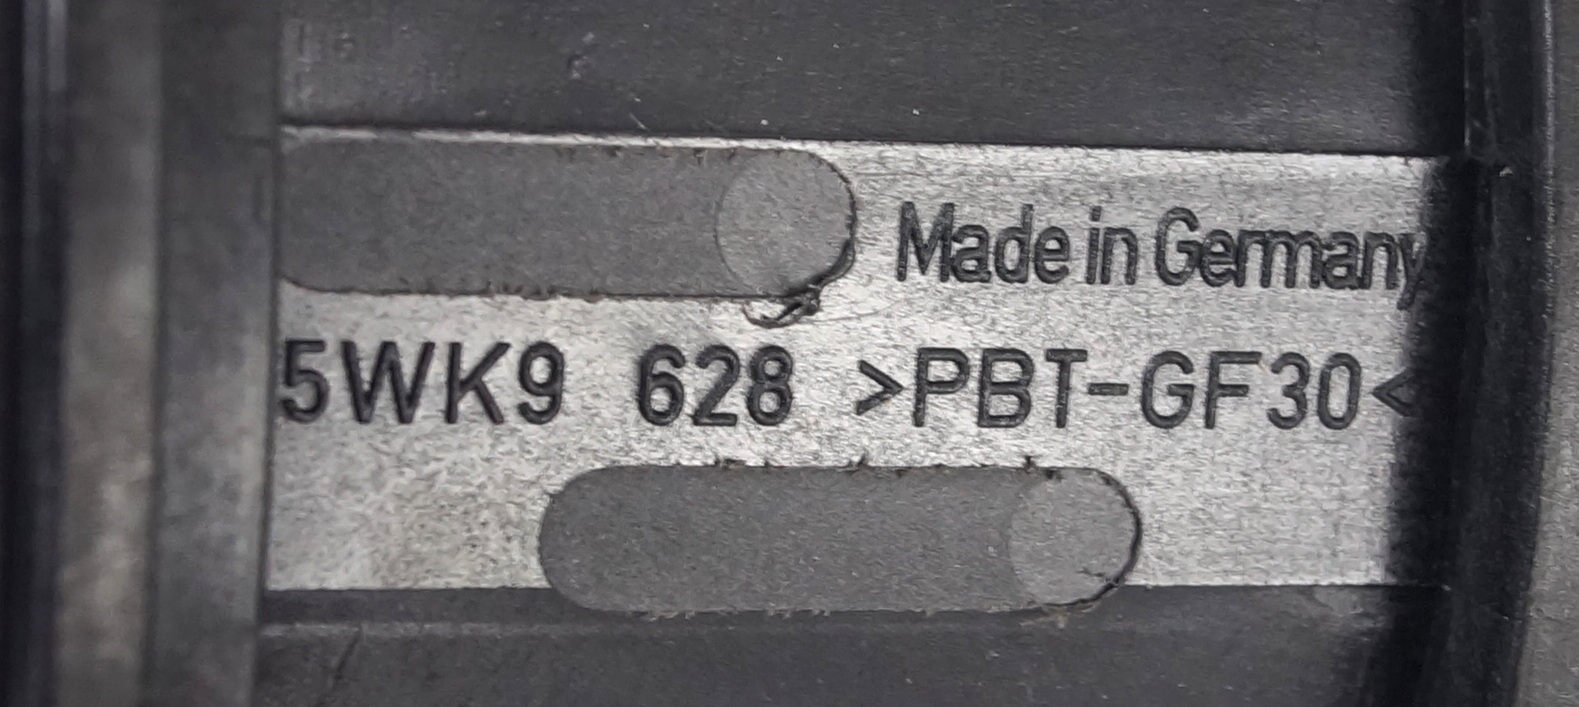 Made in Germany
5WK9 628 >PBT-GF30<